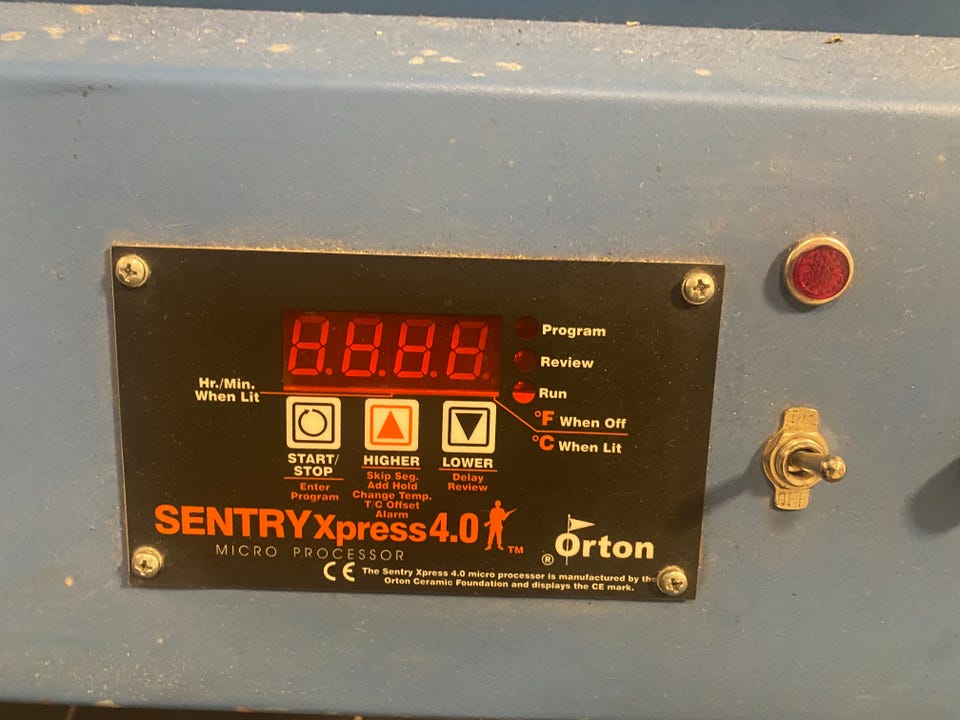 Program
Review
Run
Hr./Min.
When Lit
°F When Off
°C When Lit
START/
STOP
Enter
Program
HIGHER
Skip Seg.
Add Hold
Change Temp.
T/C Offset
Alarm
LOWER
Delay
Review
SENTRY Xpress 4.0 ™
MICRO PROCESSOR
® Orton
CE The Sentry Xpress 4.0 micro processor is manufactured by the
Orton Ceramic Foundation and displays the CE mark.
OFF